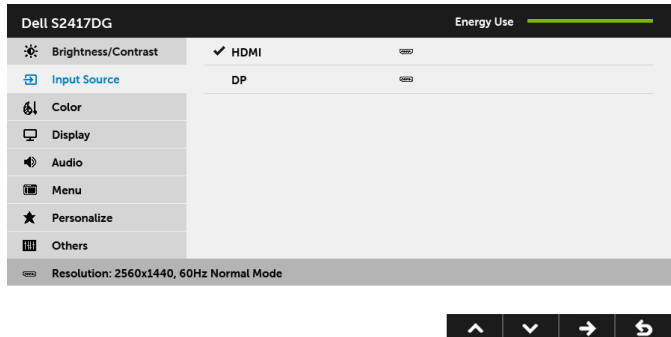 Dell S2417DG
Energy Use
Brightness/Contrast
HDMI
Input Source
DP
Color
Display
Audio
Menu
Personalize
Others
Resolution: 2560x1440, 60Hz Normal Mode